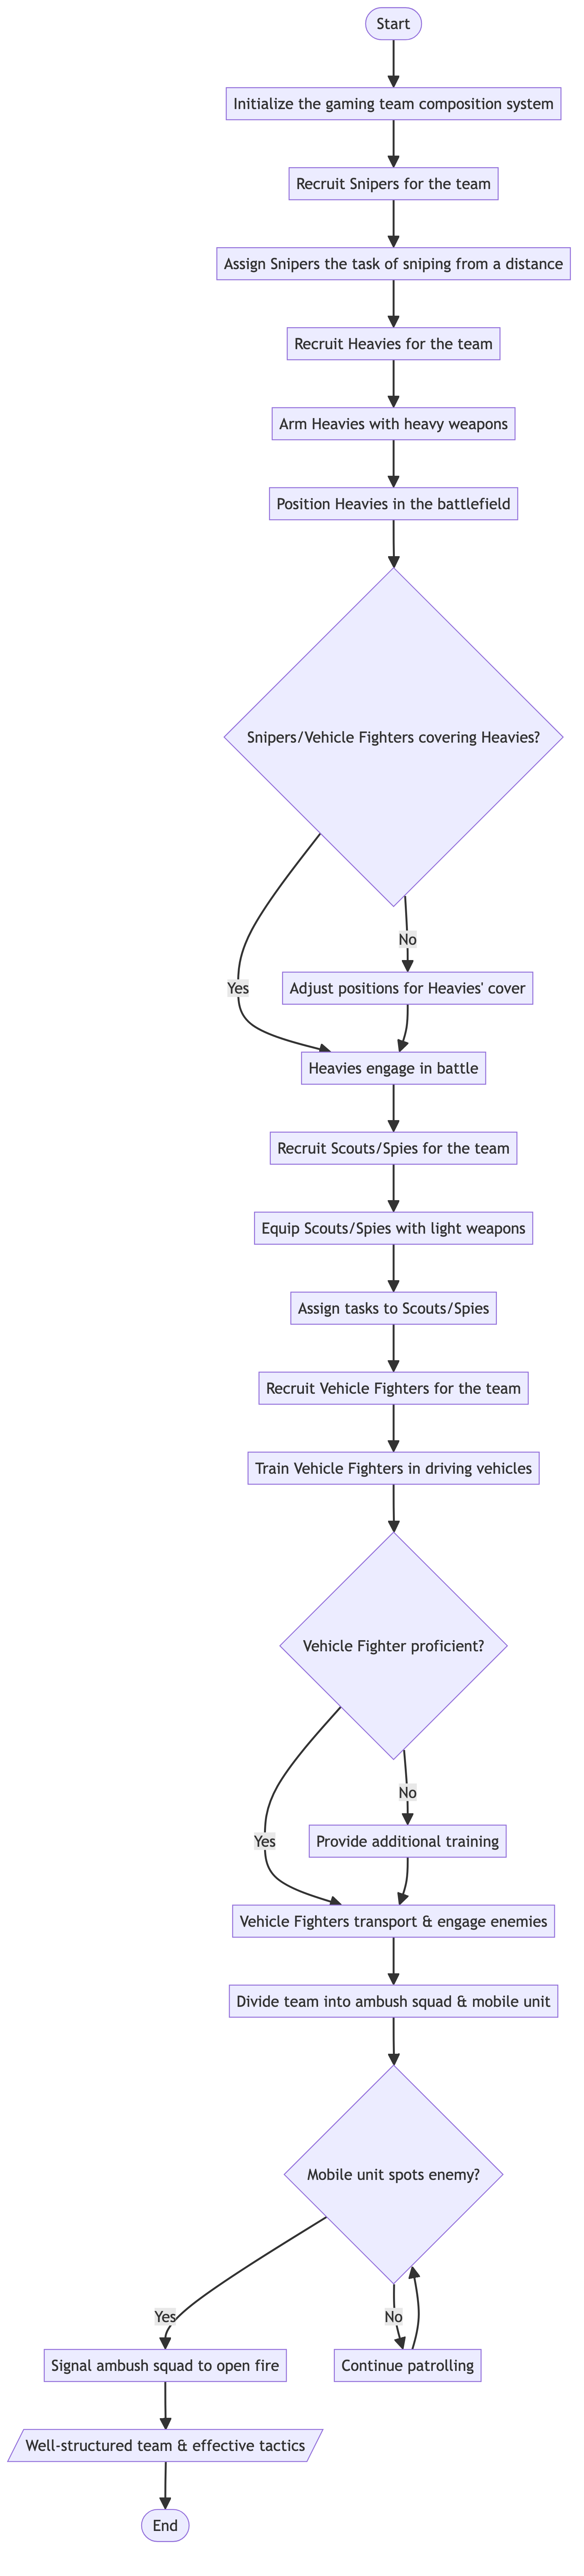 Start
Initialize the gaming team composition system
Recruit Snipers for the team
Assign Snipers the task of sniping from a distance
Recruit Heavies for the team
Arm Heavies with heavy weapons
Position Heavies in the battlefield
Snipers/Vehicle Fighters covering Heavies?
No
Yes
Adjust positions for Heavies' cover
Heavies engage in battle
Recruit Scouts/Spies for the team
Equip Scouts/Spies with light weapons
Assign tasks to Scouts/Spies
Recruit Vehicle Fighters for the team
Train Vehicle Fighters in driving vehicles
Vehicle Fighter proficient?
No
Yes
Provide additional training
Vehicle Fighters transport & engage enemies
Divide team into ambush squad & mobile unit
Mobile unit spots enemy?
Yes
No
Signal ambush squad to open fire
Continue patrolling
Well-structured team & effective tactics
End